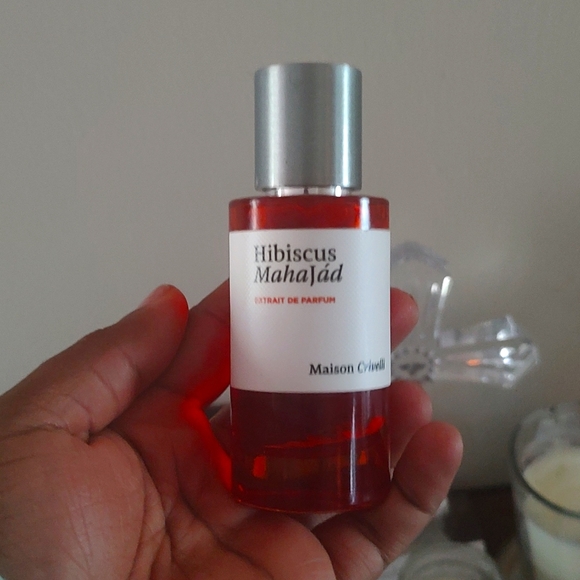 Hibiscus
MahaJád
EXTRAIT DE PARFUM
Maison Crivelli